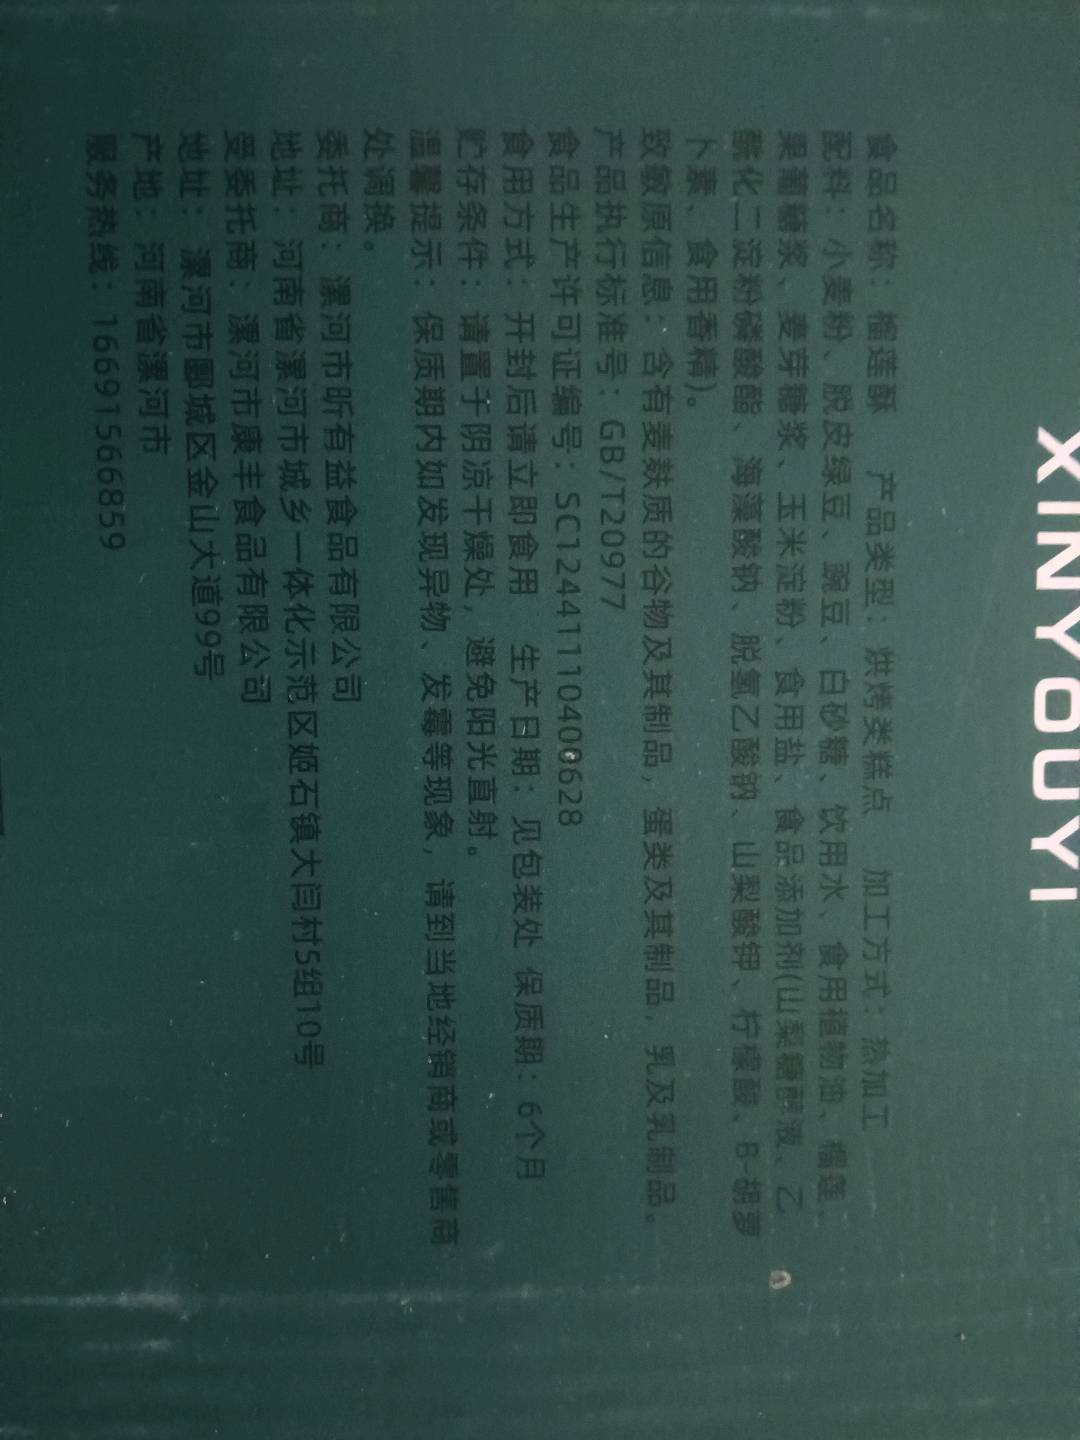 XINYOUYI
食品名称：榴莲酥 产品类型：烘烤类糕点 加工方式：热加工
配料：小麦粉、脱皮绿豆、豌豆、白砂糖、饮用水、食用植物油、榴莲、
果葡糖浆、麦芽糖浆、玉米淀粉、食用盐、食品添加剂(山梨糖醇液、乙
酰化二淀粉磷酸酯、海藻酸钠、脱氢乙酸钠、山梨酸钾、柠檬酸、B-胡萝
卜素、食用香精)。
致敏原信息：含有麦麸质的谷物及其制品，蛋类及其制品，乳及乳制品。
产品执行标准号：GB/T20977
食品生产许可证编号：SC12441110400628
食用方式：开封后请立即食用 生产日期：见包装处 保质期：6个月
贮存条件：请置于阴凉干燥处，避免阳光直射。
温馨提示：保质期内如发现异物、发霉等现象，请到当地经销商或零售商
处调换。
委托商：漯河市昕有益食品有限公司
地址：河南省漯河市城乡一体化示范区姬石镇大闫村5组10号
受委托商：漯河市康丰食品有限公司
地址：漯河市郾城区金山大道99号
产地：河南省漯河市
服务热线：16691566859